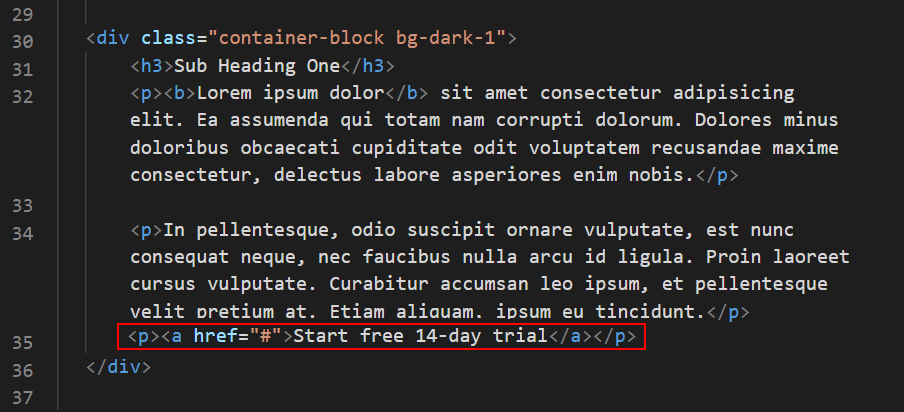 29
30 <div class="container-block bg-dark-1">
31 <h3>Sub Heading One</h3>
32 <p><b>Lorem ipsum dolor</b> sit amet consectetur adipisicing
elit. Ea assumenda qui totam nam corrupti dolorum. Dolores minus
doloribus obcaecati cupiditate odit voluptatem recusandae maxime
consectetur, delectus labore asperiores enim nobis.</p>
33
34 <p>In pellentesque, odio suscipit ornare vulputate, est nunc
consequat neque, nec faucibus nulla arcu id ligula. Proin laoreet
cursus vulputate. Curabitur accumsan leo ipsum, et pellentesque
velit pretium at. Etiam aliquam, ipsum eu tincidunt.</p>
35 <p><a href="#">Start free 14-day trial</a></p>
36 </div>
37